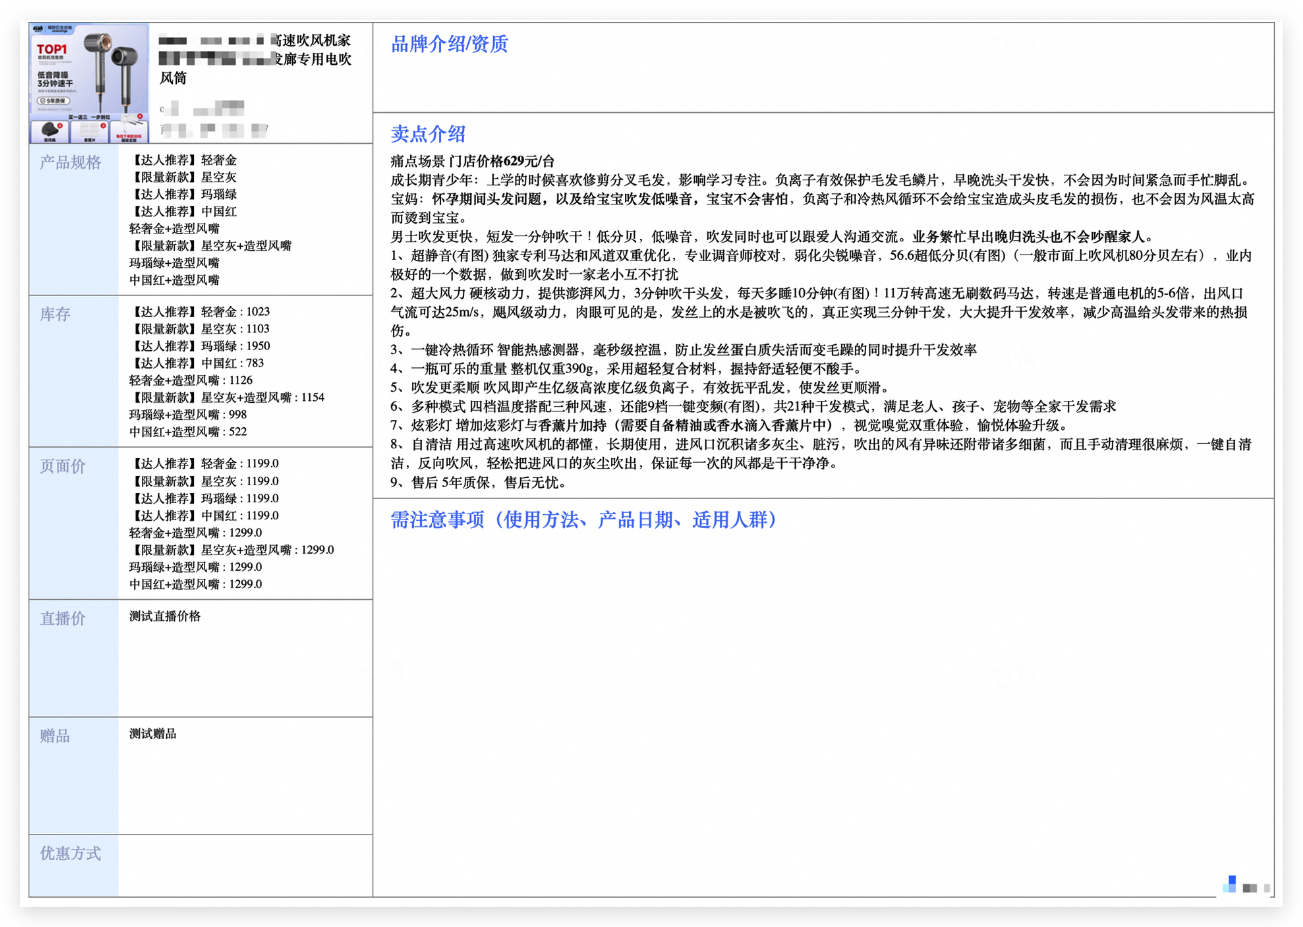 TOP1
低音降噪
3分钟速干
5年质保
买一送三 一步到位
高速吹风机家
发廊专用电吹
风筒
产品规格
【达人推荐】轻奢金
【限量新款】星空灰
【达人推荐】玛瑙绿
【达人推荐】中国红
轻奢金+造型风嘴
【限量新款】星空灰+造型风嘴
玛瑙绿+造型风嘴
中国红+造型风嘴
库存
【达人推荐】轻奢金 : 1023
【限量新款】星空灰 : 1103
【达人推荐】玛瑙绿 : 1950
【达人推荐】中国红 : 783
轻奢金+造型风嘴 : 1126
【限量新款】星空灰+造型风嘴 : 1154
玛瑙绿+造型风嘴 : 998
中国红+造型风嘴 : 522
页面价
【达人推荐】轻奢金 : 1199.0
【限量新款】星空灰 : 1199.0
【达人推荐】玛瑙绿 : 1199.0
【达人推荐】中国红 : 1199.0
轻奢金+造型风嘴 : 1299.0
【限量新款】星空灰+造型风嘴 : 1299.0
玛瑙绿+造型风嘴 : 1299.0
中国红+造型风嘴 : 1299.0
直播价
测试直播价格
赠品
测试赠品
优惠方式
品牌介绍/资质
卖点介绍
痛点场景 门店价格629元/台
成长期青少年：上学的时候喜欢修剪分叉毛发，影响学习专注。负离子有效保护毛发毛鳞片，早晚洗头干发快，不会因为时间紧急而手忙脚乱。
宝妈：怀孕期间头发问题，以及给宝宝吹发低噪音，宝宝不会害怕，负离子和冷热风循环不会给宝宝造成头皮毛发的损伤，也不会因为风温太高
而烫到宝宝。
男士吹发更快，短发一分钟吹干！低分贝，低噪音，吹发同时也可以跟爱人沟通交流。业务繁忙早出晚归洗头也不会吵醒家人。
1、超静音(有图) 独家专利马达和风道双重优化，专业调音师校对，弱化尖锐噪音，56.6超低分贝(有图)（一般市面上吹风机80分贝左右），业内
极好的一个数据，做到吹发时一家老小互不打扰
2、超大风力 硬核动力，提供澎湃风力，3分钟吹干头发，每天多睡10分钟(有图)！11万转高速无刷数码马达，转速是普通电机的5-6倍，出风口
气流可达25m/s，飓风级动力，肉眼可见的是，发丝上的水是被吹飞的，真正实现三分钟干发，大大提升干发效率，减少高温给头发带来的热损
伤。
3、一键冷热循环 智能热感测器，毫秒级控温，防止发丝蛋白质失活而变毛躁的同时提升干发效率
4、一瓶可乐的重量 整机仅重390g，采用超轻复合材料，握持舒适轻便不酸手。
5、吹发更柔顺 吹风即产生亿级高浓度亿级负离子，有效抚平乱发，使发丝更顺滑。
6、多种模式 四档温度搭配三种风速，还能9档一键变频(有图)，共21种干发模式，满足老人、孩子、宠物等全家干发需求
7、炫彩灯 增加炫彩灯与香薰片加持（需要自备精油或香水滴入香薰片中），视觉嗅觉双重体验，愉悦体验升级。
8、自清洁 用过高速吹风机的都懂，长期使用，进风口沉积诸多灰尘、脏污，吹出的风有异味还附带诸多细菌，而且手动清理很麻烦，一键自清
洁，反向吹风，轻松把进风口的灰尘吹出，保证每一次的风都是干干净净。
9、售后 5年质保，售后无忧。
需注意事项（使用方法、产品日期、适用人群）